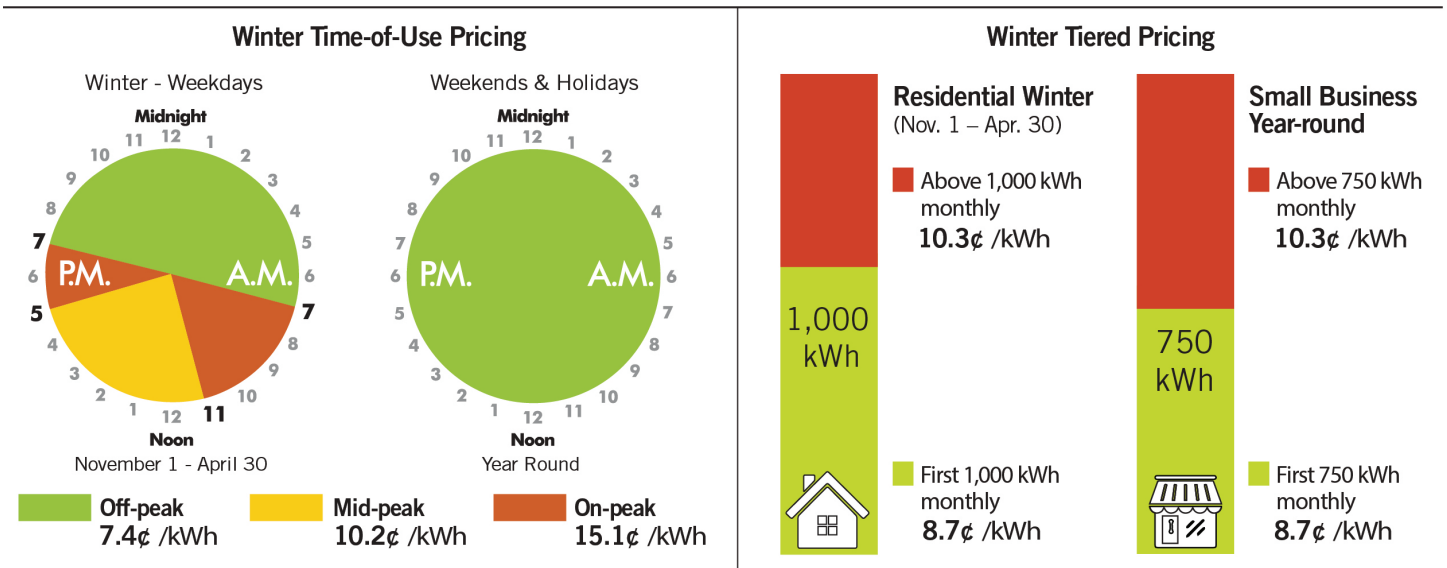 Winter Time-of-Use Pricing
Winter - Weekdays
Midnight
12
1
2
3
4
5
6
7
8
9
10
11
12
1
2
3
4
5
6
7
8
9
10
11
P.M.
A.M.
Noon
November 1 - April 30
Weekends & Holidays
Midnight
12
1
2
3
4
5
6
7
8
9
10
11
12
1
2
3
4
5
6
7
8
9
10
11
P.M.
A.M.
Noon
Year Round
Off-peak
7.4¢ /kWh
Mid-peak
10.2¢ /kWh
On-peak
15.1¢ /kWh
Winter Tiered Pricing
1,000
kWh
Residential Winter
(Nov. 1 – Apr. 30)
Above 1,000 kWh
monthly
10.3¢ /kWh
First 1,000 kWh
monthly
8.7¢ /kWh
750
kWh
Small Business
Year-round
Above 750 kWh
monthly
10.3¢ /kWh
First 750 kWh
monthly
8.7¢ /kWh